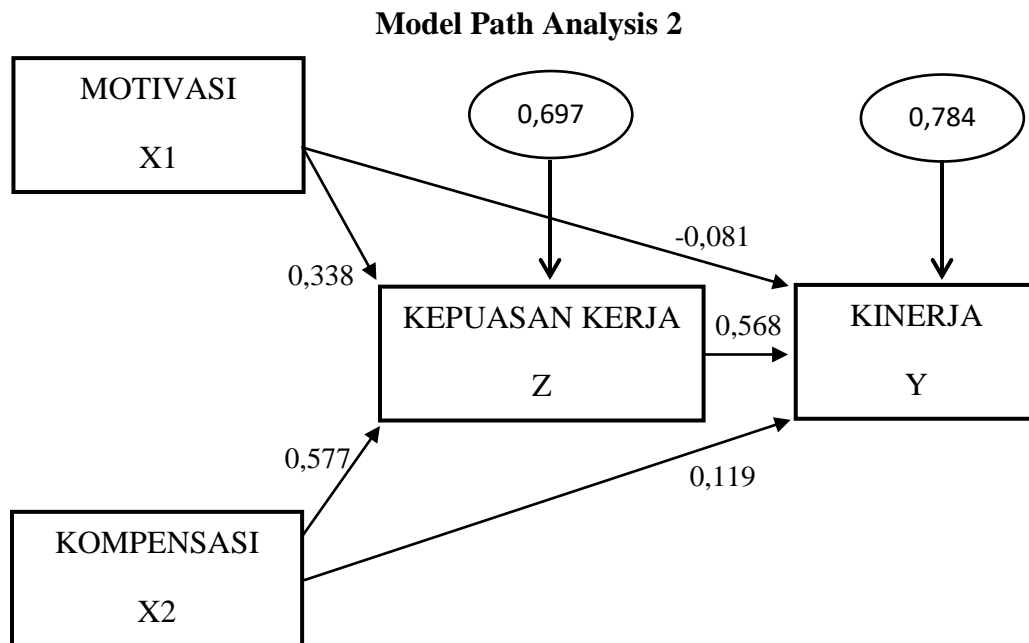 Model Path Analysis 2
MOTIVASI
X1
0,697
0,784
-0,081
0,338
KEPUASAN KERJA
Z
0,568
KINERJA
Y
0,577
0,119
KOMPENSASI
X2